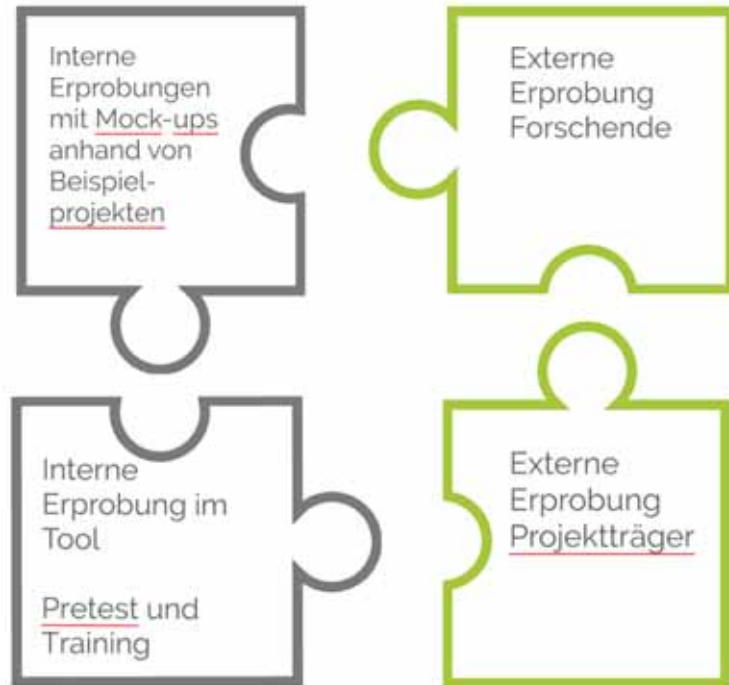 Interne
Erprobungen
mit Mock-ups
anhand von
Beispiel-
projekten
Externe
Erprobung
Forschende
Interne
Erprobung im
Tool
Pretest und
Training
Externe
Erprobung
Projektträger